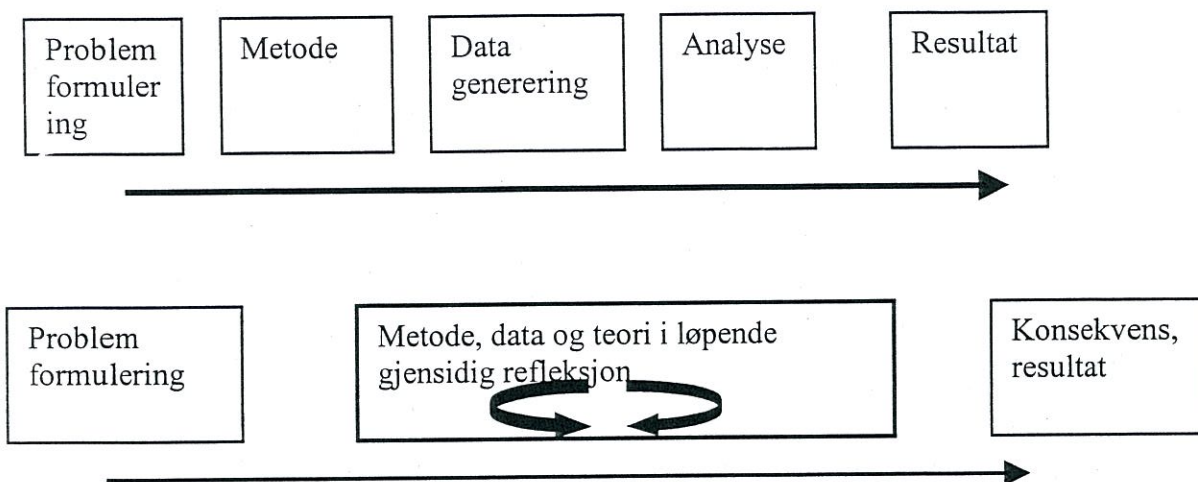 Problem
formuler
ing
Metode
Data
generering
Analyse
Resultat
Problem
formulering
Metode, data og teori i løpende
gjensidig refleksjon
Konsekvens,
resultat